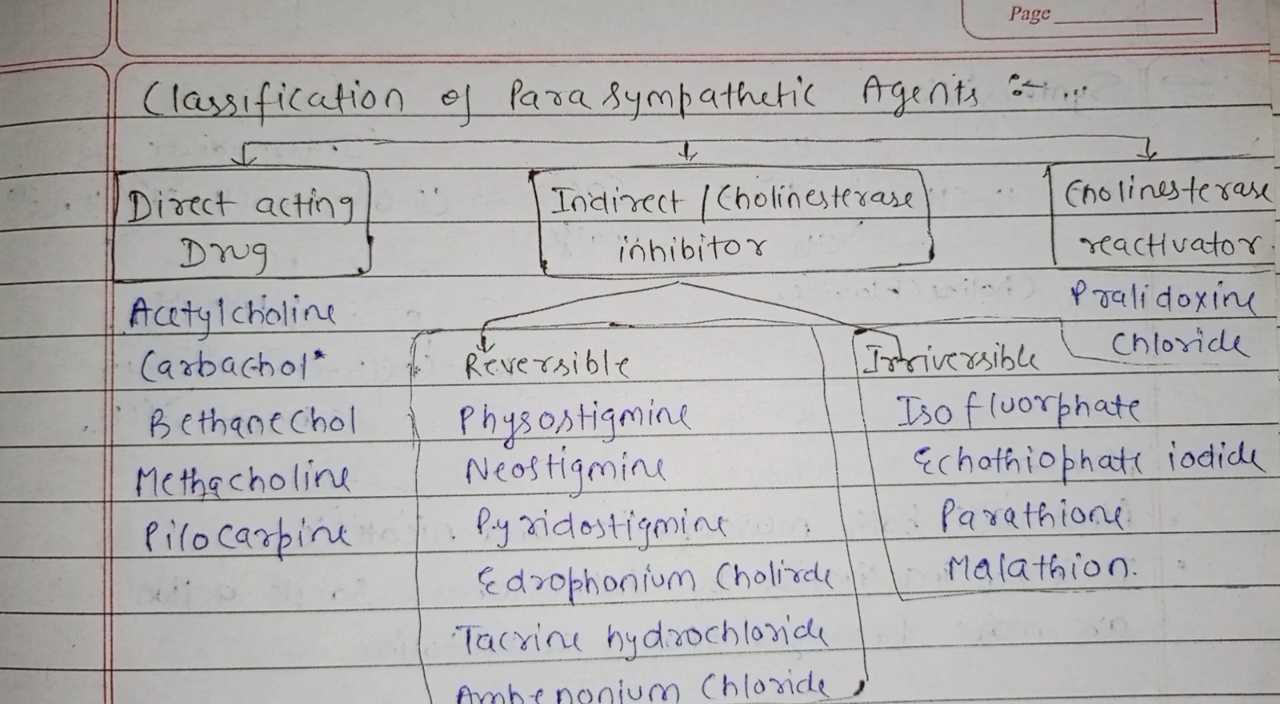 Page
Classification of Parasympathetic Agents :-...
Direct acting
Drug
Acetylcholine
Carbachol*
Bethanechol
Methacholine
Pilocarpine
Indirect / Cholinesterase
inhibitor
Reversible
Physostigmine
Neostigmine
Pyridostigmine
Edrophonium Cholirde
Tacrine hydrochloride
Ambenonium Chloride
Irriversible
Isofluorphate
Echothiophate iodide
Parathione
Malathion.
Cholinesterase
reactivator
Pralidoxine
Chloride